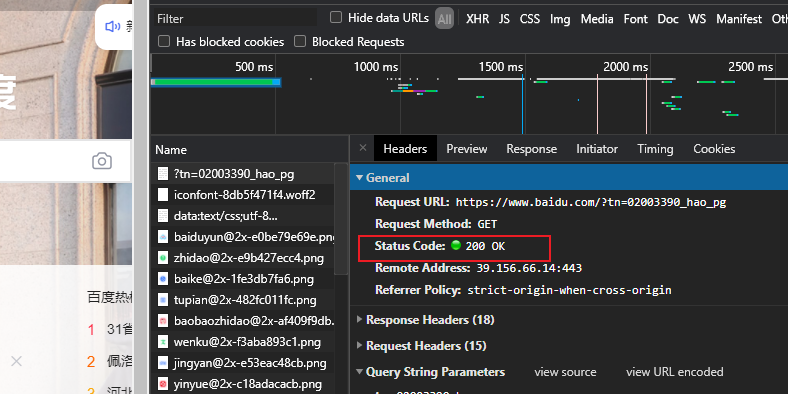 新
度
百度热
1 31省
2 佩洛
3 河北
Filter
Hide data URLs
All
XHR
JS
CSS
Img
Media
Font
Doc
WS
Manifest
Oth
Has blocked cookies
Blocked Requests
500 ms
1000 ms
1500 ms
2000 ms
2500 ms
Name
?tn=02003390_hao_pg
iconfont-8db5f471f4.woff2
data:text/css;utf-8...
baiduyun@2x-e0be79e69e.png
zhidao@2x-e9b427ecc4.png
baike@2x-1fe3db7fa6.png
tupian@2x-482fc011fc.png
baobaozhidao@2x-af409f9db.
wenku@2x-f3aba893c1.png
jingyan@2x-e53eac48cb.png
yinyue@2x-c18adacacb.png
× Headers Preview Response Initiator Timing Cookies
General
Request URL: https://www.baidu.com/?tn=02003390_hao_pg
Request Method: GET
Status Code: 200 OK
Remote Address: 39.156.66.14:443
Referrer Policy: strict-origin-when-cross-origin
Response Headers (18)
Request Headers (15)
Query String Parameters view source view URL encoded